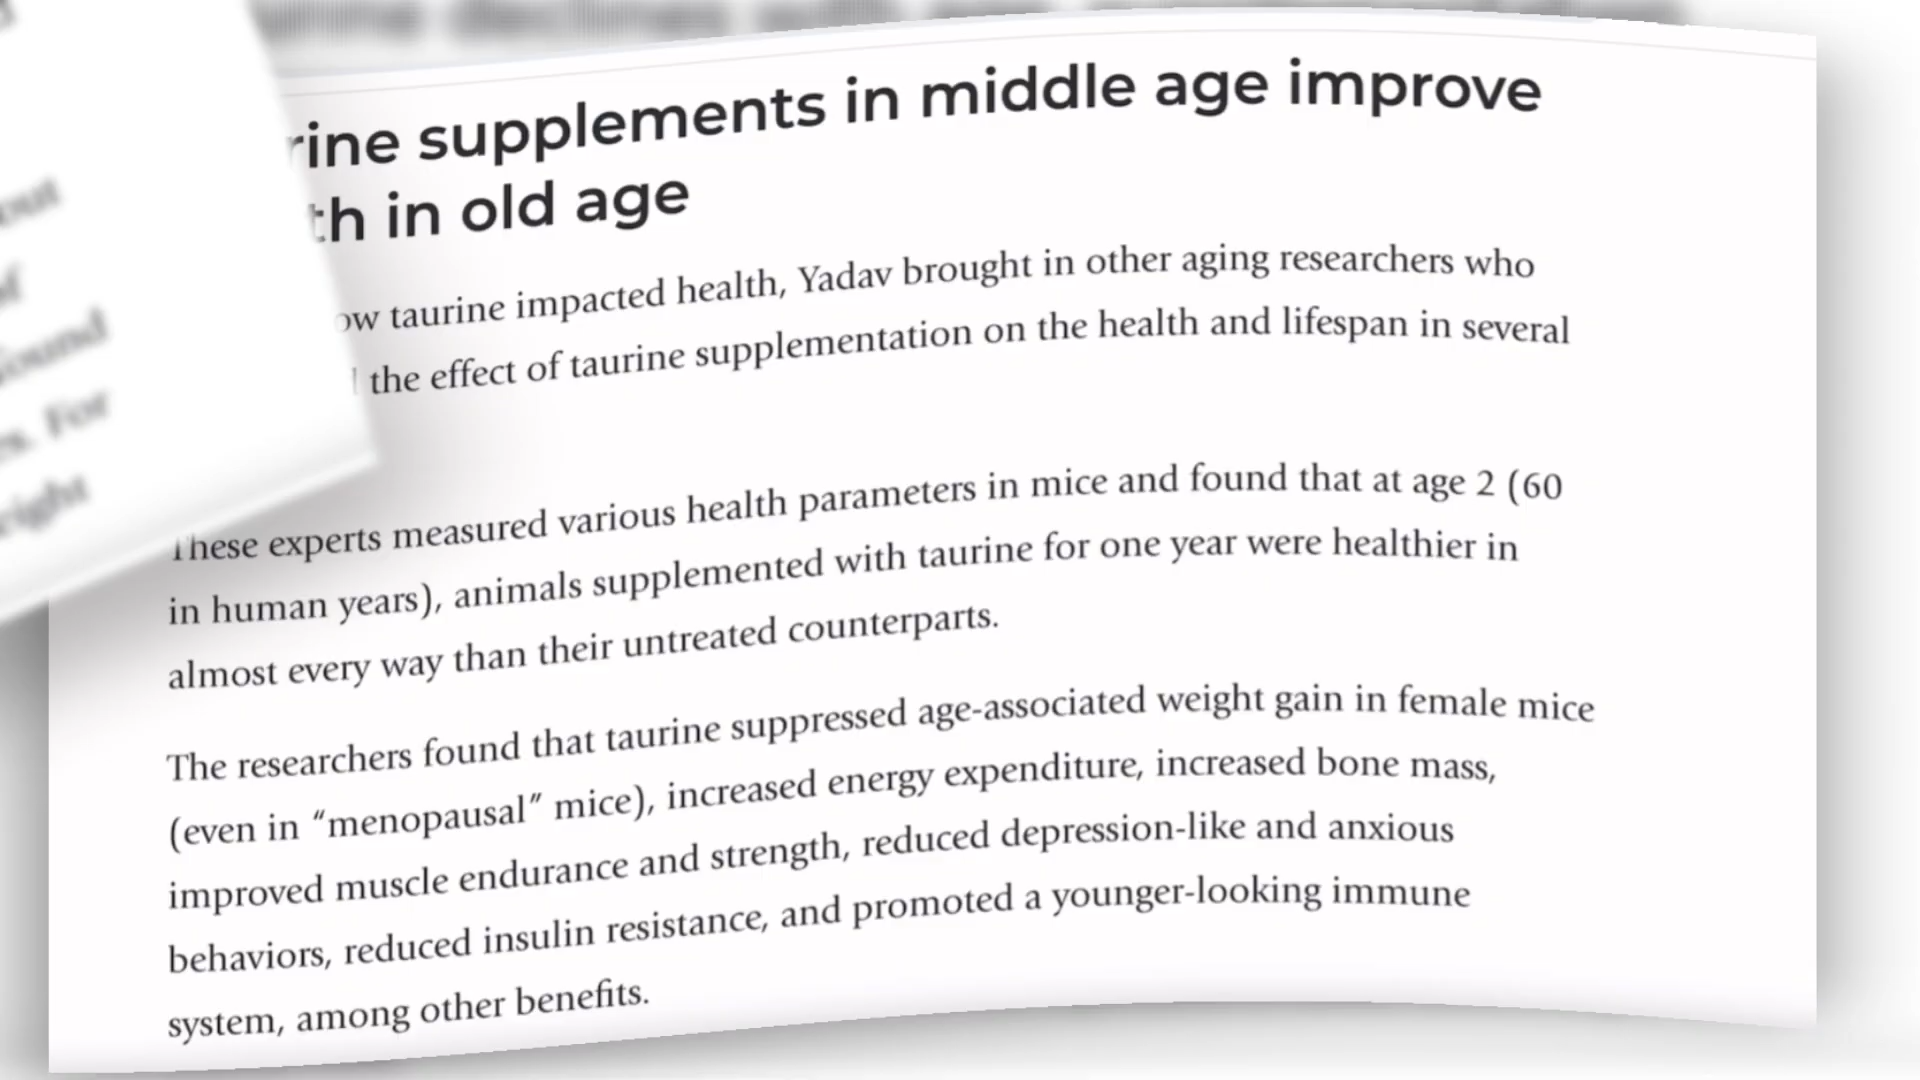 supplements in middle age improve
in old age
taurine impacted health, Yadav brought in other aging researchers who
the effect of taurine supplementation on the health and lifespan in several
These experts measured various health parameters in mice and found that at age 2 (60
in human years), animals supplemented with taurine for one year were healthier in
almost every way than their untreated counterparts.
The researchers found that taurine suppressed age-associated weight gain in female mice
(even in “menopausal” mice), increased energy expenditure, increased bone mass,
improved muscle endurance and strength, reduced depression-like and anxious
behaviors, reduced insulin resistance, and promoted a younger-looking immune
system, among other benefits.